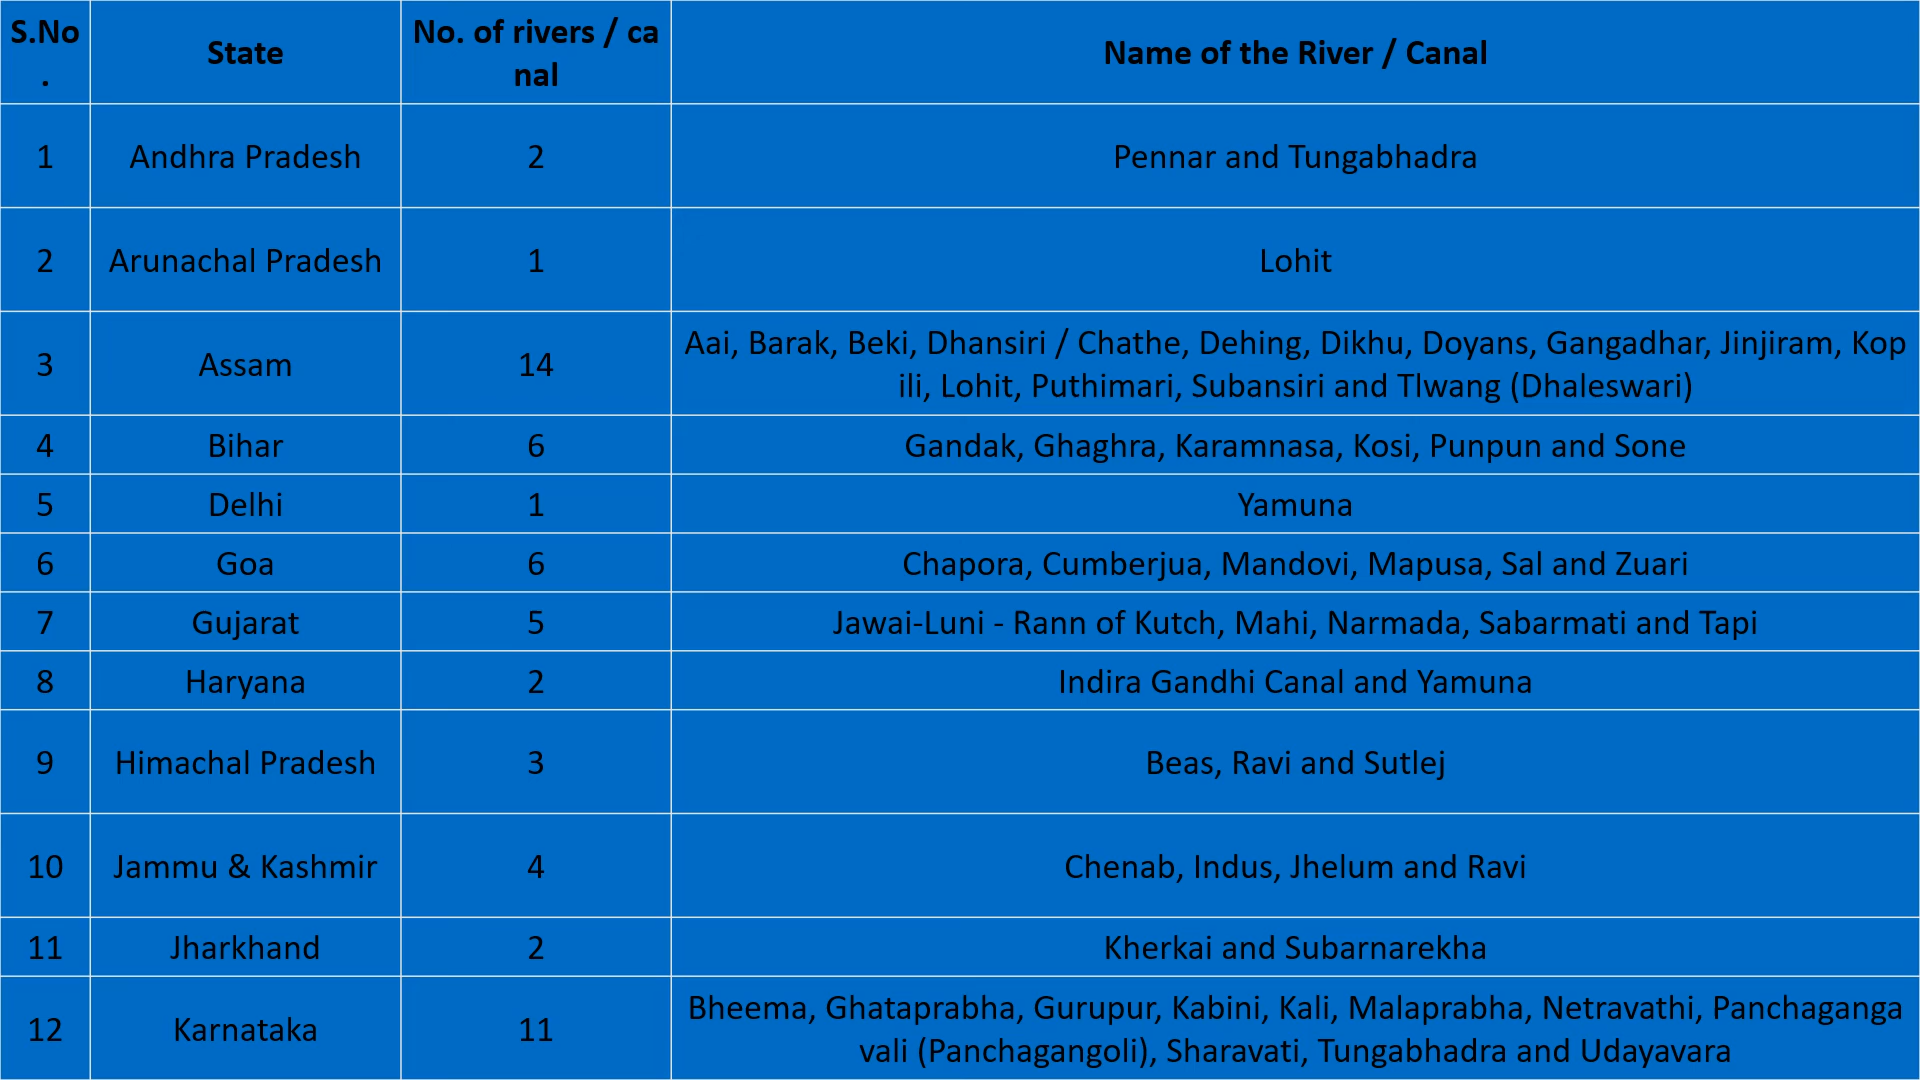 S.No
.
State
No. of rivers / ca
nal
Name of the River / Canal
1 Andhra Pradesh 2 Pennar and Tungabhadra
2 Arunachal Pradesh 1 Lohit
3 Assam 14 Aai, Barak, Beki, Dhansiri / Chathe, Dehing, Dikhu, Doyans, Gangadhar, Jinjiram, Kop
ili, Lohit, Puthimari, Subansiri and Tlwang (Dhaleswari)
4 Bihar 6 Gandak, Ghaghra, Karamnasa, Kosi, Punpun and Sone
5 Delhi 1 Yamuna
6 Goa 6 Chapora, Cumberjua, Mandovi, Mapusa, Sal and Zuari
7 Gujarat 5 Jawai-Luni - Rann of Kutch, Mahi, Narmada, Sabarmati and Tapi
8 Haryana 2 Indira Gandhi Canal and Yamuna
9 Himachal Pradesh 3 Beas, Ravi and Sutlej
10 Jammu & Kashmir 4 Chenab, Indus, Jhelum and Ravi
11 Jharkhand 2 Kherkai and Subarnarekha
12 Karnataka 11 Bheema, Ghataprabha, Gurupur, Kabini, Kali, Malaprabha, Netravathi, Panchaganga
vali (Panchagangoli), Sharavati, Tungabhadra and Udayavara